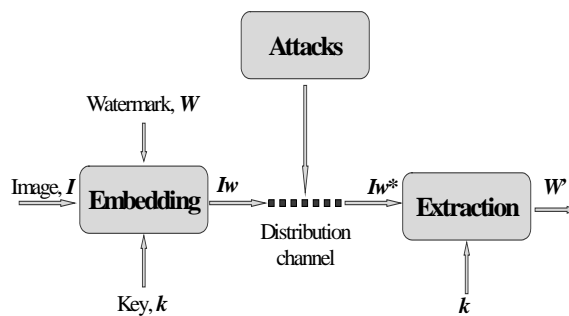 Attacks
Watermark, W
Image, I
Embedding
Iw
Iw*
Extraction
W'
Distribution
channel
Key, k
k